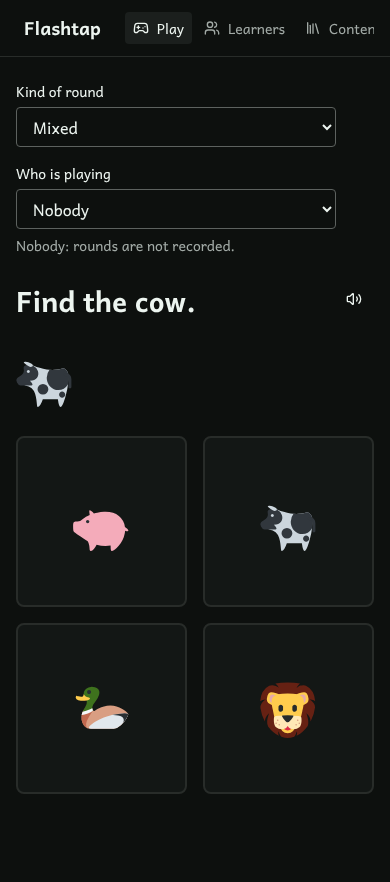 Flashtap Play Learners Conten
Kind of round
Mixed
Who is playing
Nobody
Nobody: rounds are not recorded.
Find the cow.